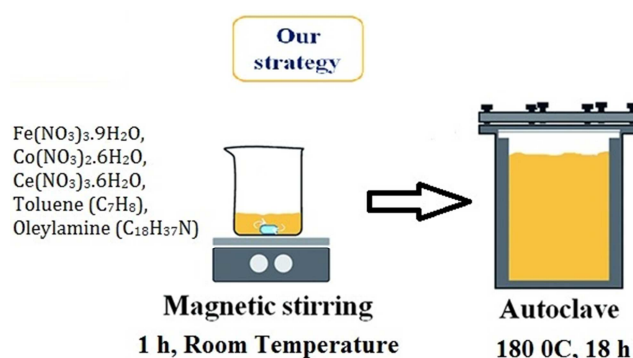 Our
strategy
Fe(NO₃)₃.9H₂O,
Co(NO₃)₂.6H₂O,
Ce(NO₃)₃.6H₂O,
Toluene (C₇H₈),
Oleylamine (C₁₈H₃₇N)
Magnetic stirring
1 h, Room Temperature
Autoclave
180 0C, 18 h